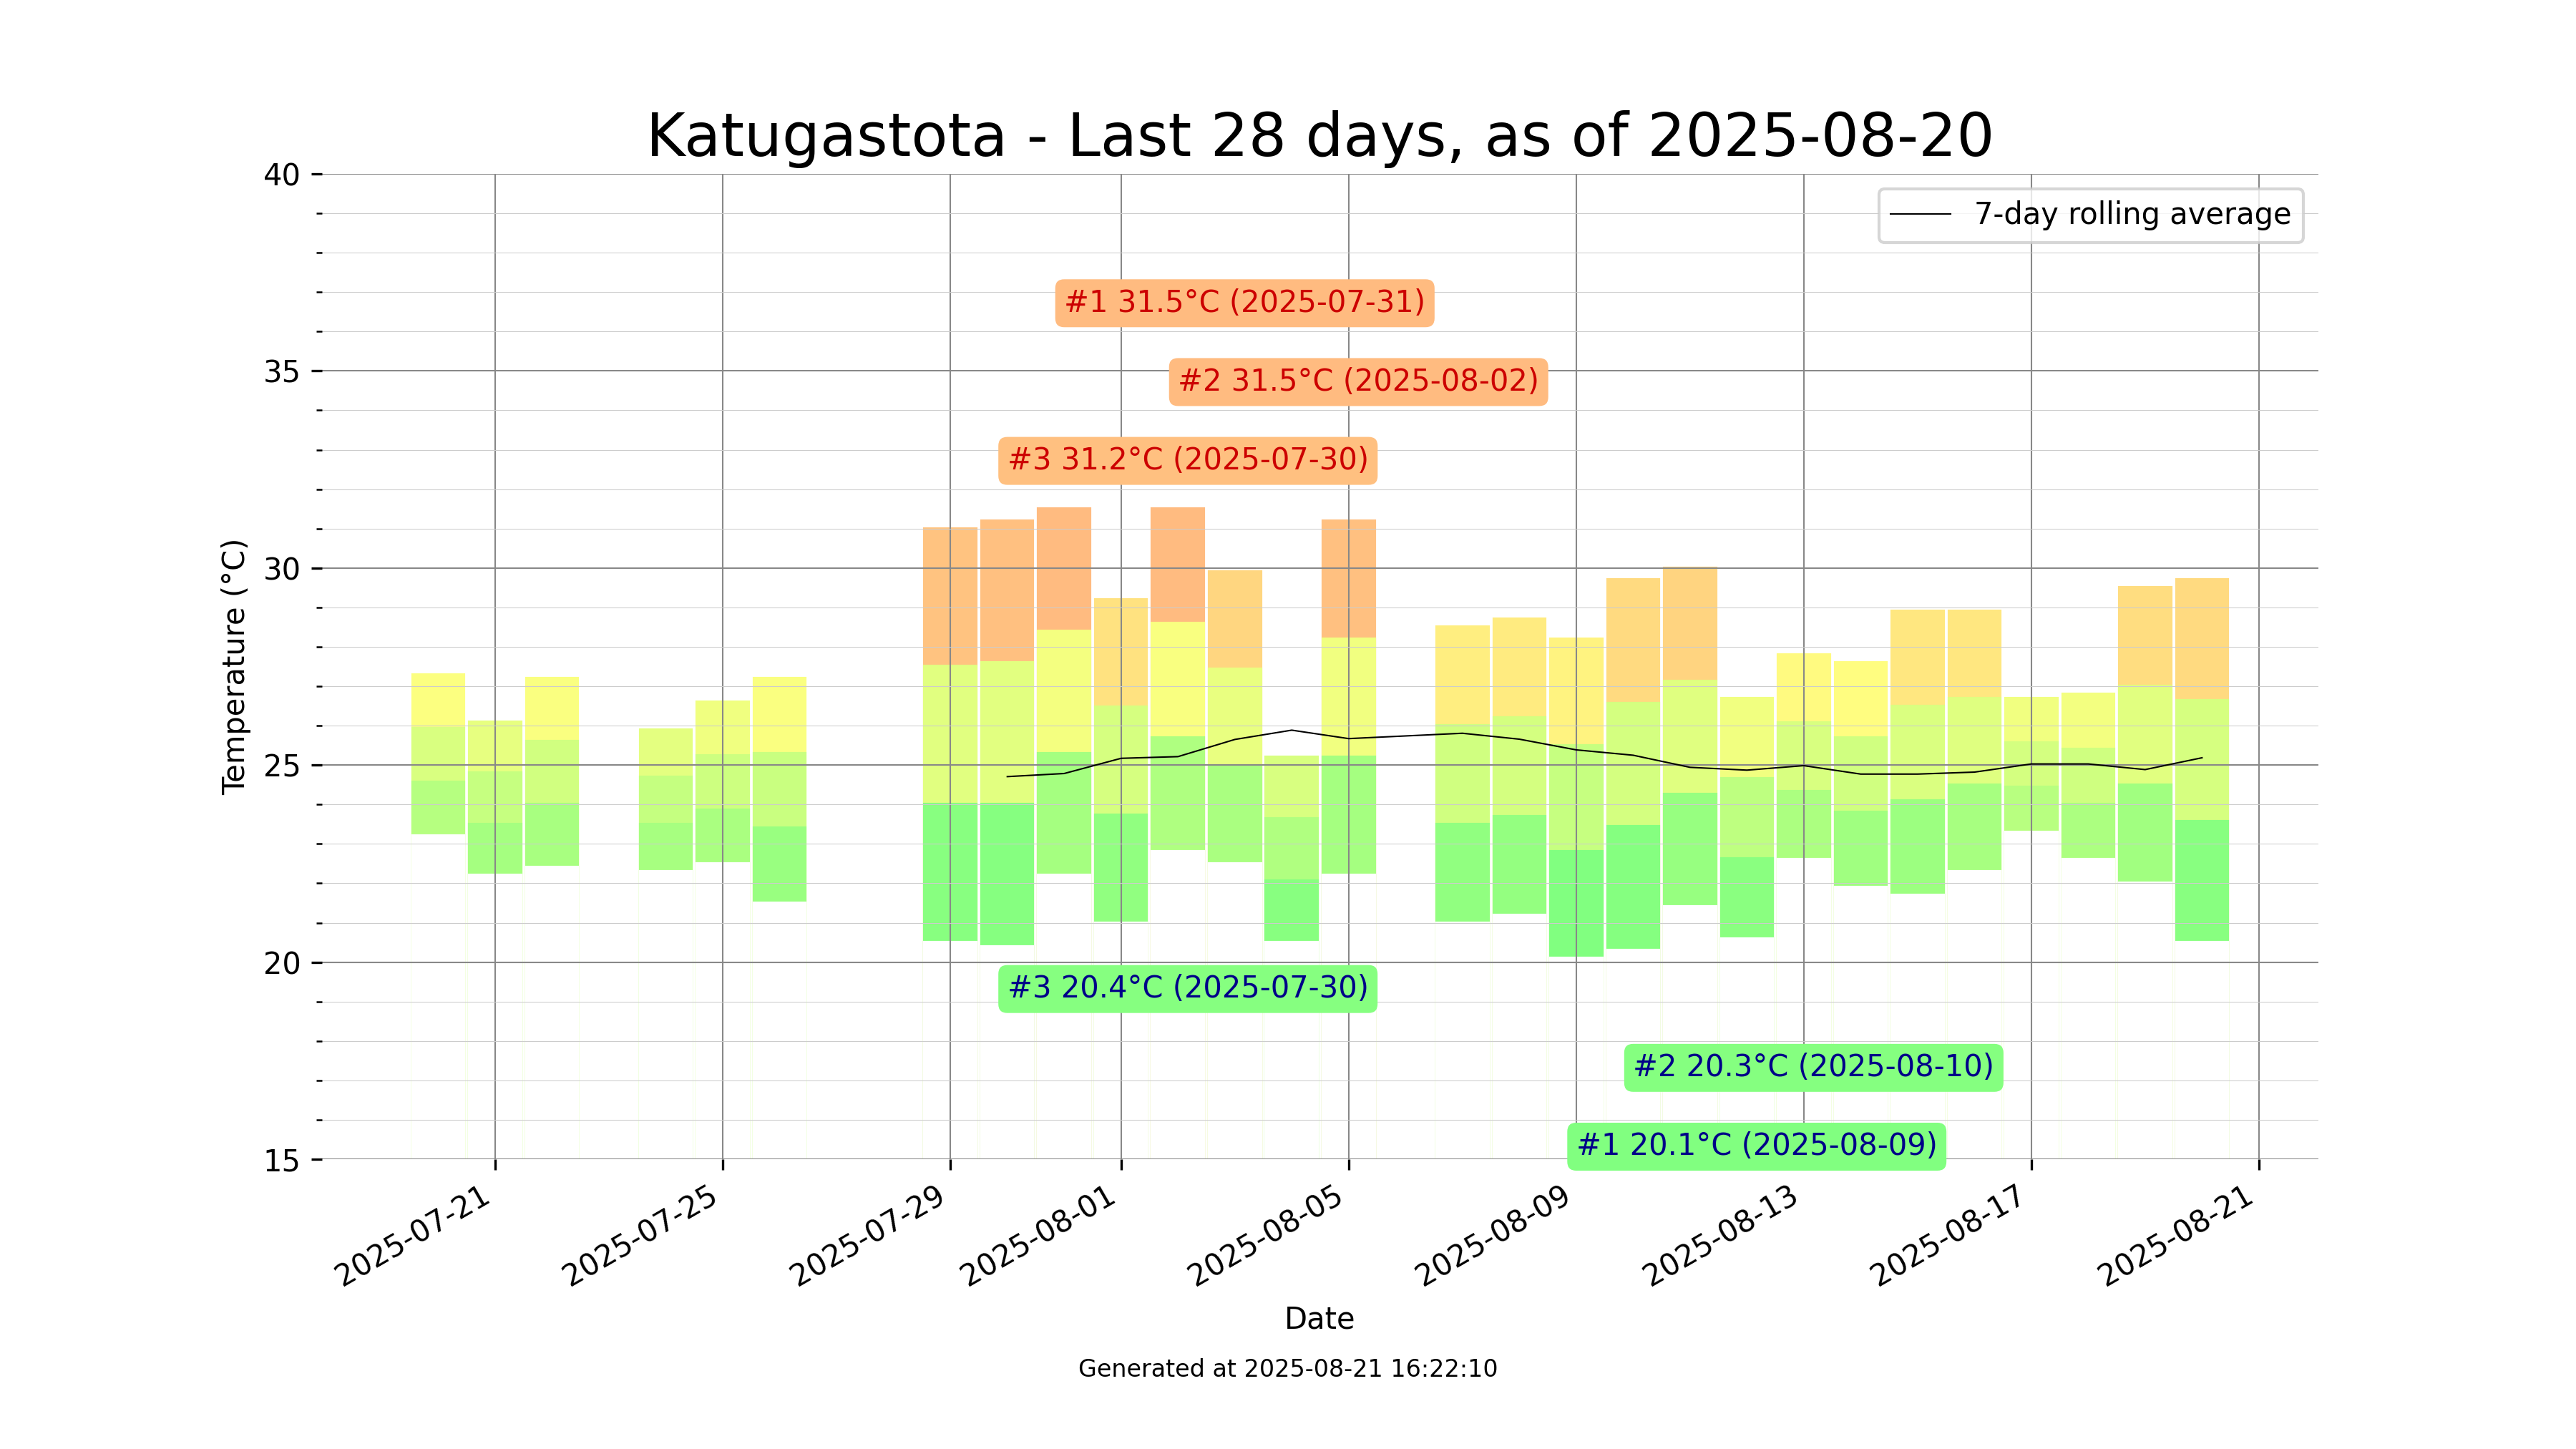 Katugastota - Last 28 days, as of 2025-08-20
40
7-day rolling average
#1 31.5°C (2025-07-31)
35
#2 31.5°C (2025-08-02)
#3 31.2°C (2025-07-30)
30
Temperature (°C)
25
20
#3 20.4°C (2025-07-30)
#2 20.3°C (2025-08-10)
#1 20.1°C (2025-08-09)
15
2025-07-21
2025-07-25
2025-07-29
2025-08-01
2025-08-05
2025-08-09
2025-08-13
2025-08-17
2025-08-21
Date
Generated at 2025-08-21 16:22:10